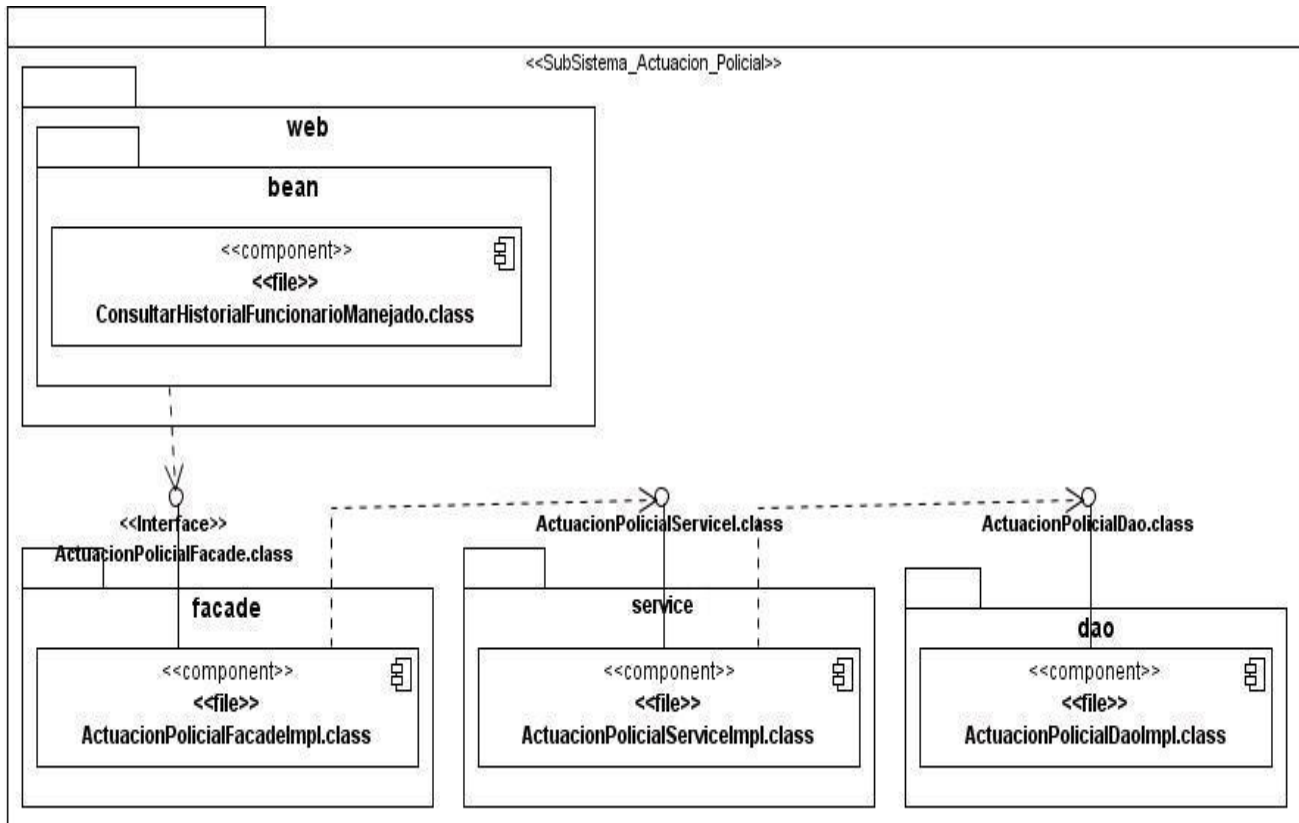 <<SubSistema_Actuacion_Policial>>
web
bean
<<component>>
<<file>>
ConsultarHistorialFuncionarioManejado.class
<<Interface>>
ActuacionPolicialFacade.class
ActuacionPolicialServiceI.class
ActuacionPolicialDao.class
facade
<<component>>
<<file>>
ActuacionPolicialFacadeImpl.class
service
<<component>>
<<file>>
ActuacionPolicialServiceImpl.class
dao
<<component>>
<<file>>
ActuacionPolicialDaoImpl.class